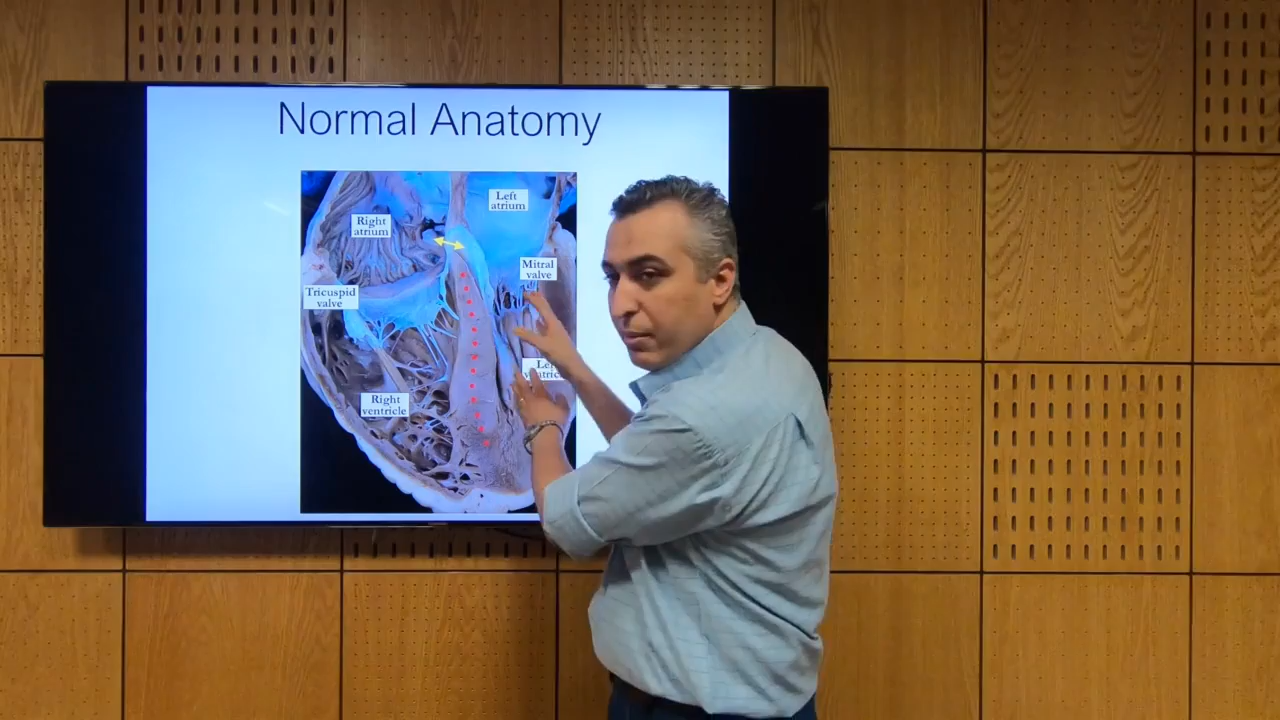 Normal Anatomy
Left
atrium
Right
atrium
Mitral
valve
Tricuspid
valve
Right
ventricle